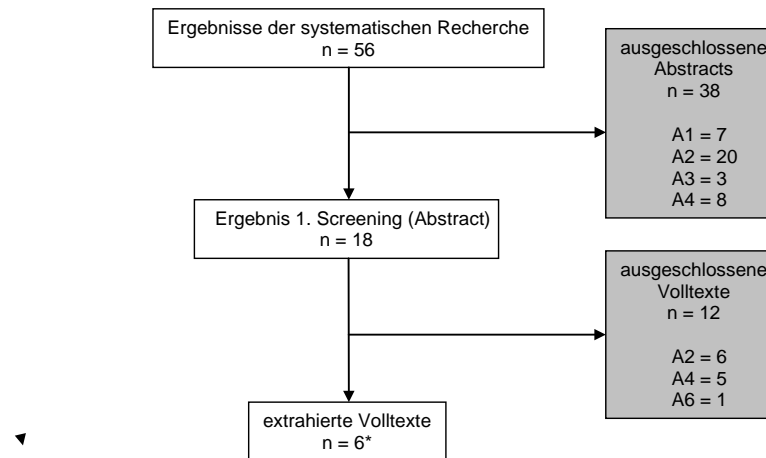 Ergebnisse der systematischen Recherche
n = 56
ausgeschlossene
Abstracts
n = 38
A1 = 7
A2 = 20
A3 = 3
A4 = 8
Ergebnis 1. Screening (Abstract)
n = 18
ausgeschlossene
Volltexte
n = 12
A2 = 6
A4 = 5
A6 = 1
extrahierte Volltexte
n = 6*